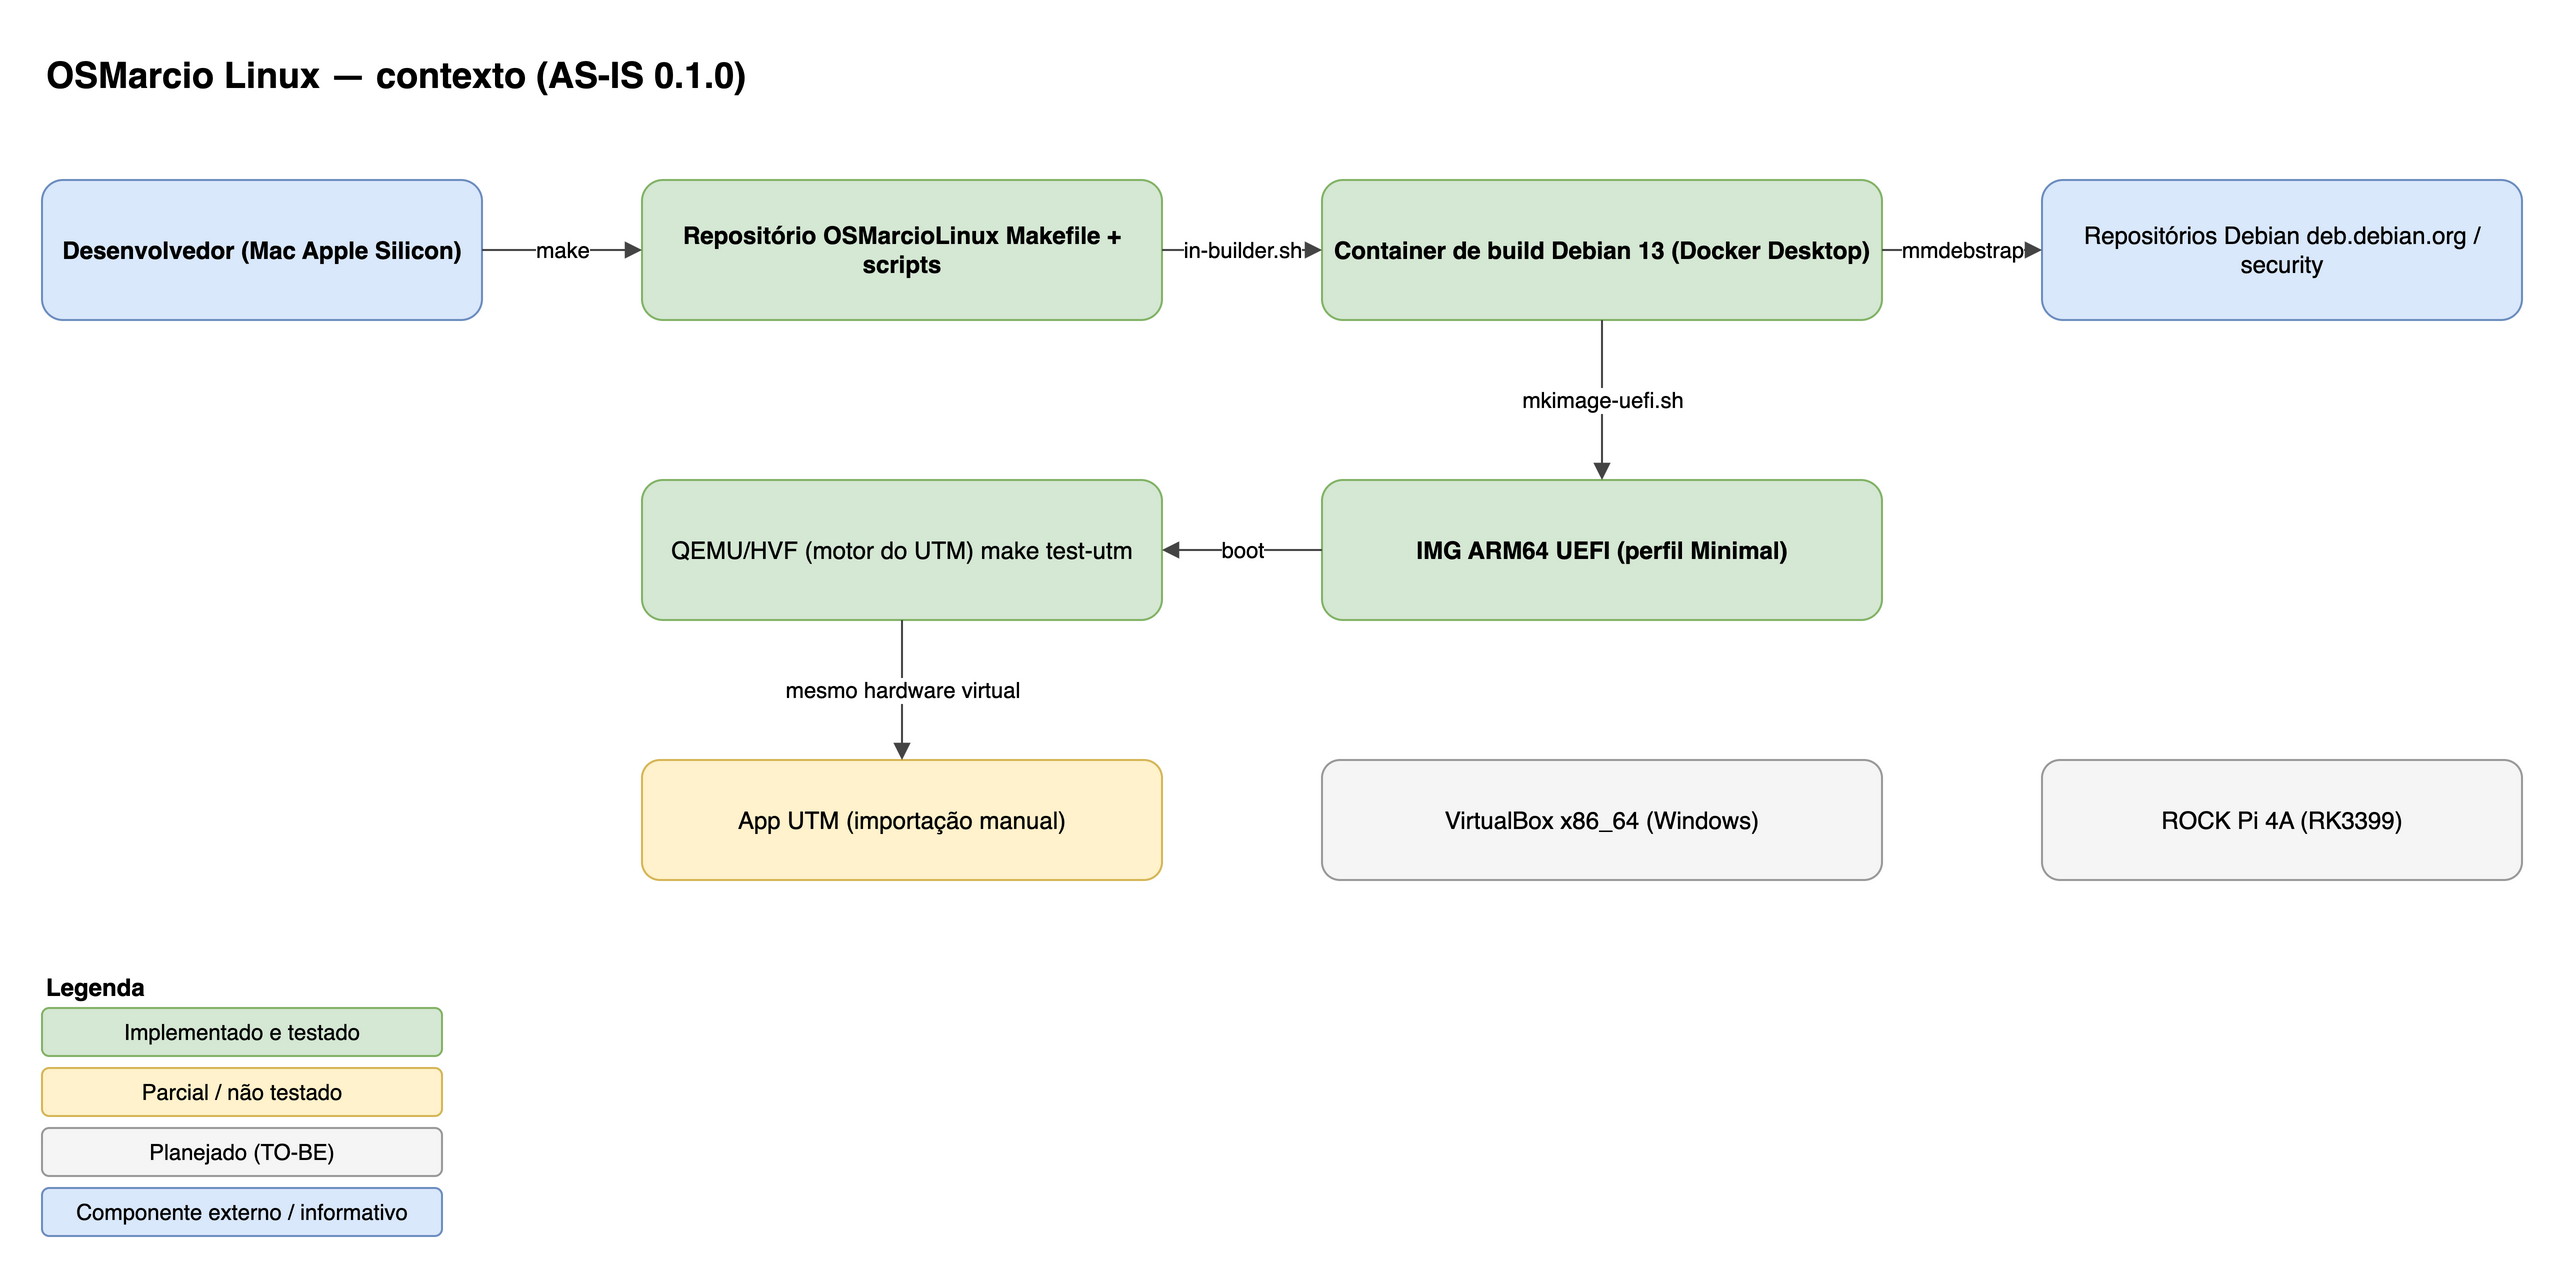 OSMarcio Linux — contexto (AS-IS 0.1.0)
Desenvolvedor (Mac Apple Silicon)
make
Repositório OSMarcioLinux Makefile +
scripts
in-builder.sh
Container de build Debian 13 (Docker Desktop)
mmdebstrap
Repositórios Debian deb.debian.org /
security
mkimage-uefi.sh
QEMU/HVF (motor do UTM) make test-utm
boot
IMG ARM64 UEFI (perfil Minimal)
mesmo hardware virtual
App UTM (importação manual)
VirtualBox x86_64 (Windows)
ROCK Pi 4A (RK3399)
Legenda
Implementado e testado
Parcial / não testado
Planejado (TO-BE)
Componente externo / informativo